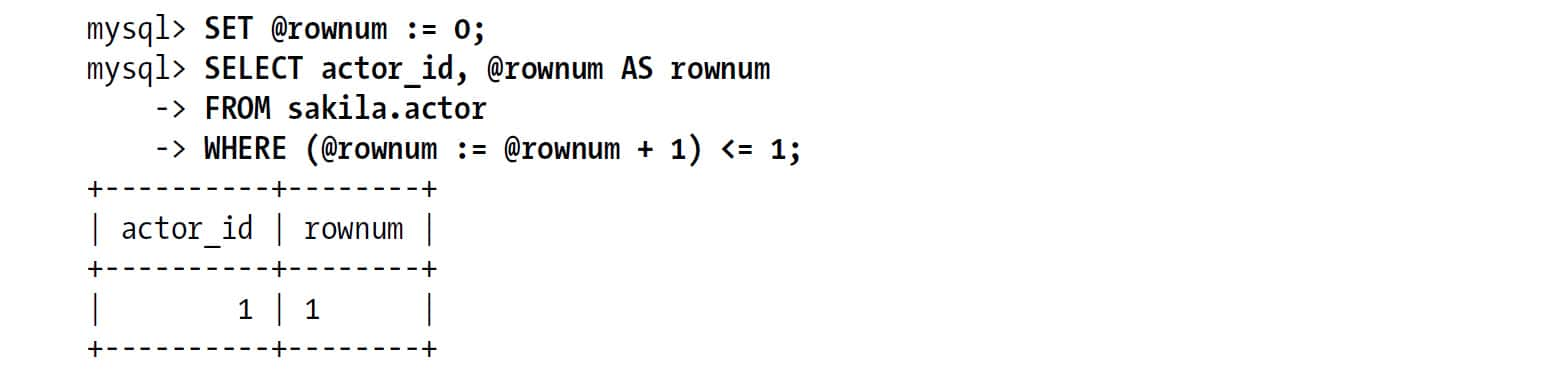 mysql> SET @rownum := 0;
mysql> SELECT actor_id, @rownum AS rownum
    -> FROM sakila.actor
    -> WHERE (@rownum := @rownum + 1) <= 1;
+----------+--------+
| actor_id | rownum |
+----------+--------+
|        1 | 1      |
+----------+--------+